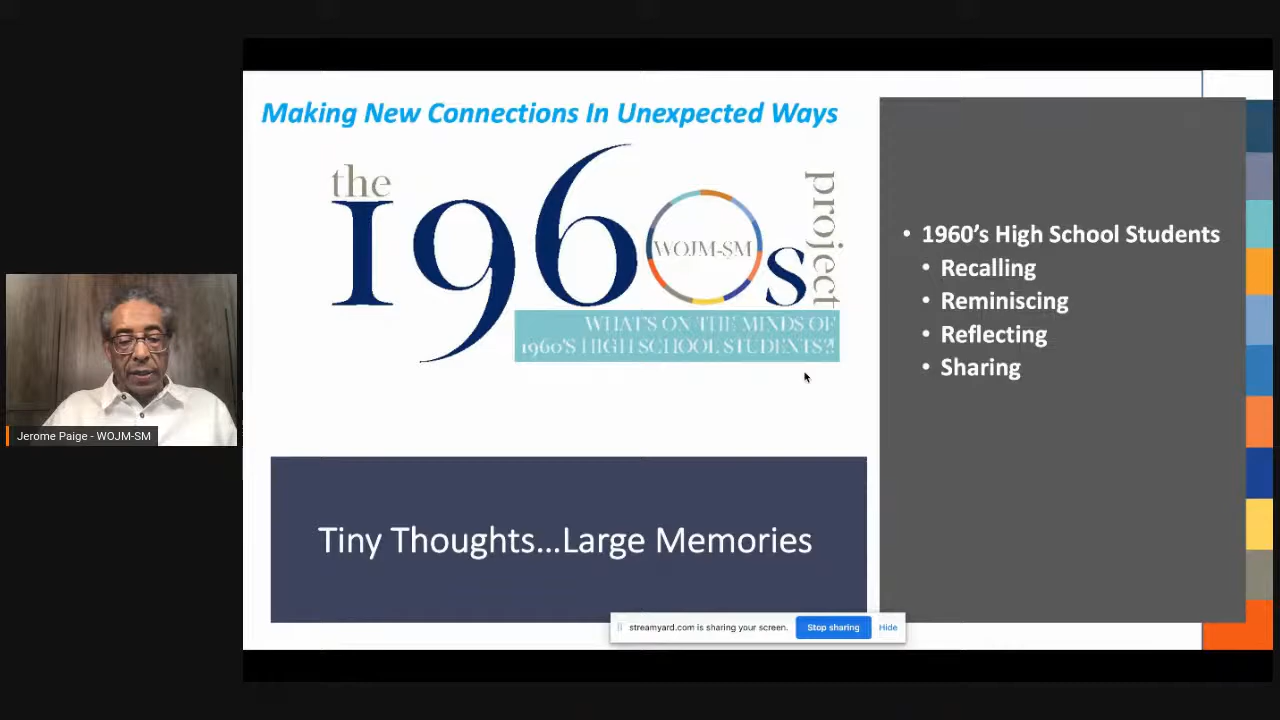 Making New Connections In Unexpected Ways
the
1960s
WOJM-SM
project
WHAT'S ON THE MINDS OF
1960'S HIGH SCHOOL STUDENTS?!
• 1960's High School Students
• Recalling
• Reminiscing
• Reflecting
• Sharing
Jerome Paige - WOJM-SM
Tiny Thoughts...Large Memories
streamyard.com is sharing your screen. Stop sharing Hide